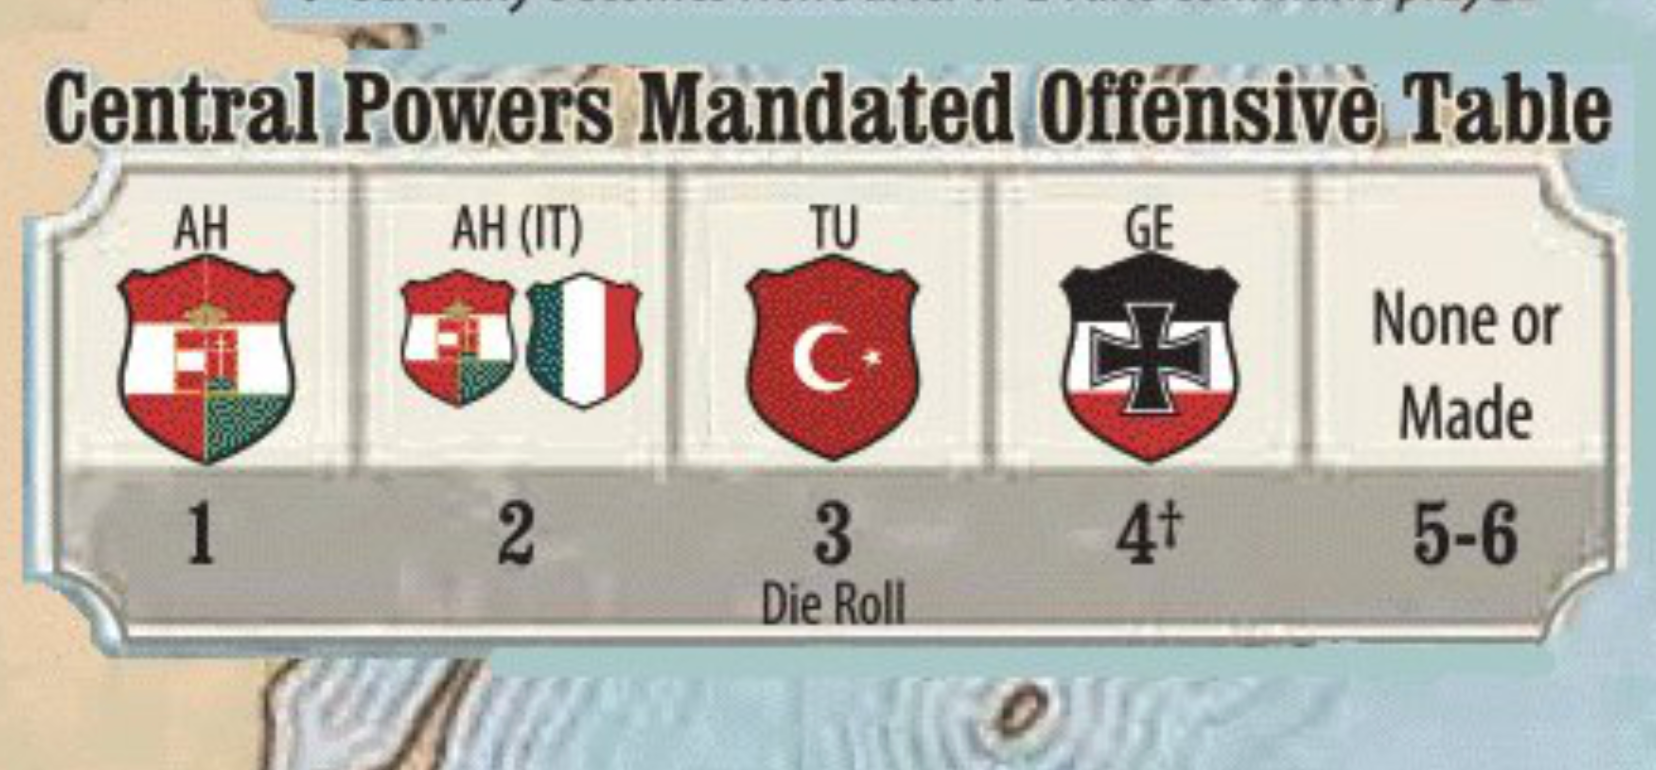 Central Powers Mandated Offensive Table
AH
AH (IT)
TU
GE
None or
Made
1
2
3
4†
5-6
Die Roll